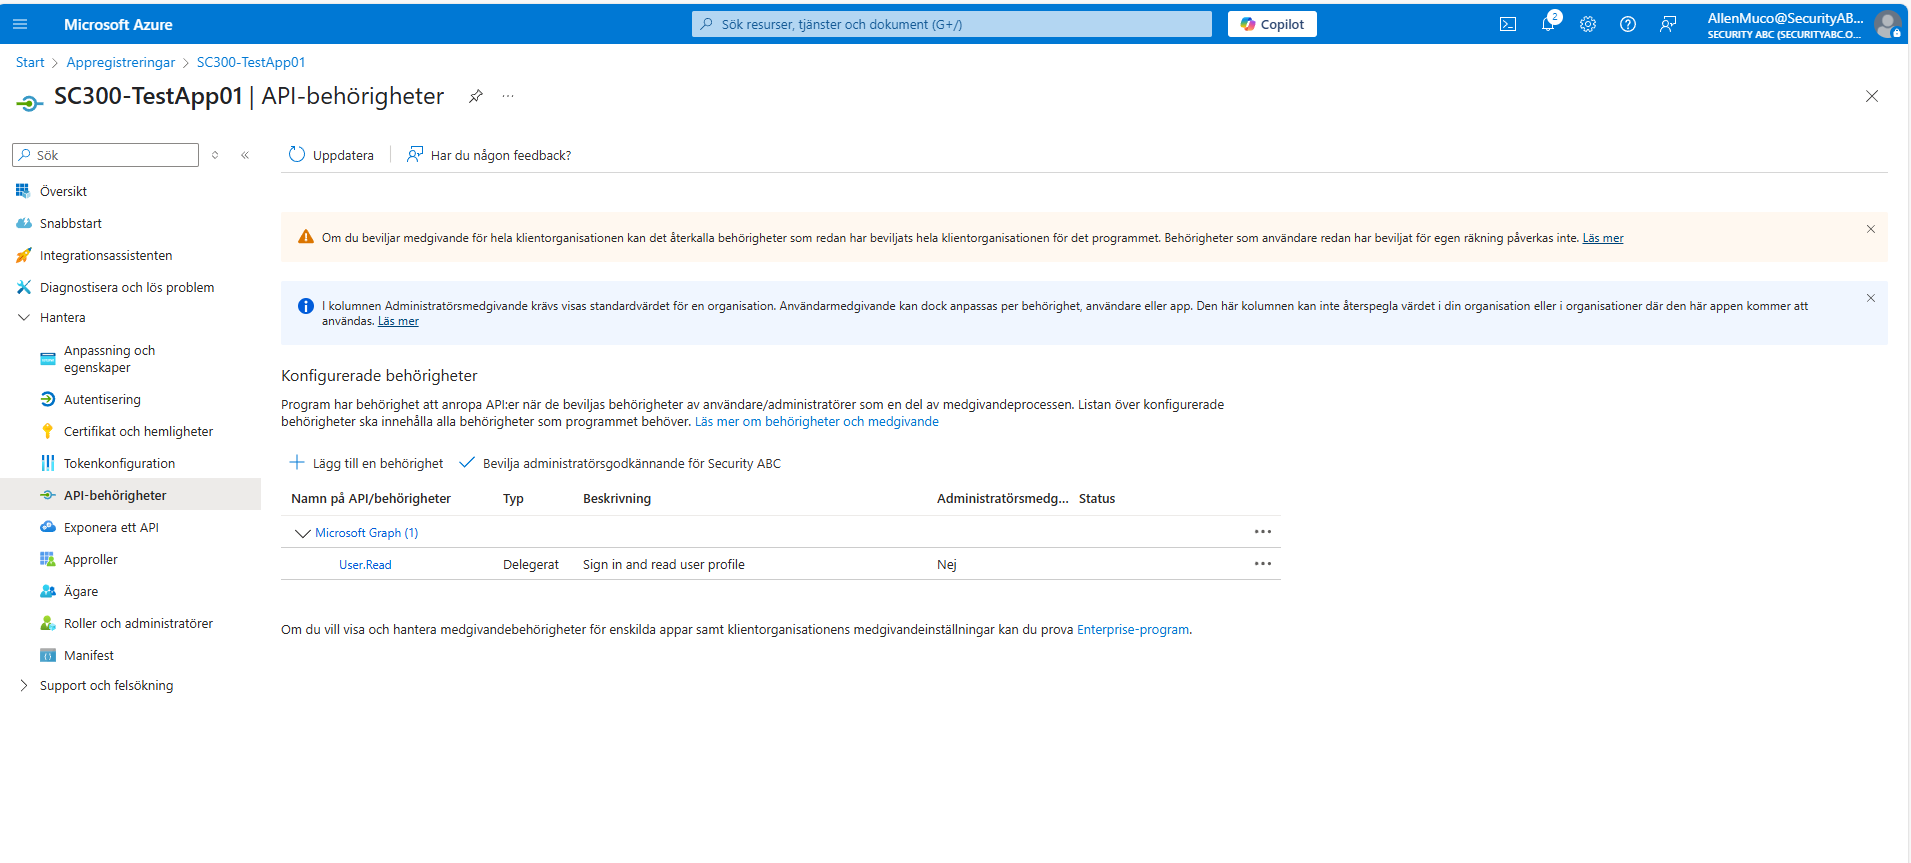 Microsoft Azure
Sök resurser, tjänster och dokument (G+/)
Copilot
2
AllenMuco@SecurityAB...
SECURITY ABC (SECURITYABC.O...
Start > Appregistreringar > SC300-TestApp01
SC300-TestApp01 | API-behörigheter
Sök
Uppdatera
Har du någon feedback?
Översikt
Snabbstart
Integrationsassistenten
Diagnostisera och lös problem
Hantera
Anpassning och
egenskaper
Autentisering
Certifikat och hemligheter
Tokenkonfiguration
API-behörigheter
Exponera ett API
Approller
Ägare
Roller och administratörer
Manifest
Support och felsökning
Om du beviljar medgivande för hela klientorganisationen kan det återkalla behörigheter som redan har beviljats hela klientorganisationen för det programmet. Behörigheter som användare redan har beviljat för egen räkning påverkas inte. Läs mer
I kolumnen Administratörsmedgivande krävs visas standardvärdet för en organisation. Användarmedgivande kan dock anpassas per behörighet, användare eller app. Den här kolumnen kan inte återspegla värdet i din organisation eller i organisationer där den här appen kommer att
användas. Läs mer
Konfigurerade behörigheter
Program har behörighet att anropa API:er när de beviljas behörigheter av användare/administratörer som en del av medgivandeprocessen. Listan över konfigurerade
behörigheter ska innehålla alla behörigheter som programmet behöver. Läs mer om behörigheter och medgivande
Lägg till en behörighet
Bevilja administratörsgodkännande för Security ABC
Namn på API/behörigheter Typ Beskrivning Administratörsmedg... Status
Microsoft Graph (1)
User.Read Delegerat Sign in and read user profile Nej
Om du vill visa och hantera medgivandebehörigheter för enskilda appar samt klientorganisationens medgivandeinställningar kan du prova Enterprise-program.